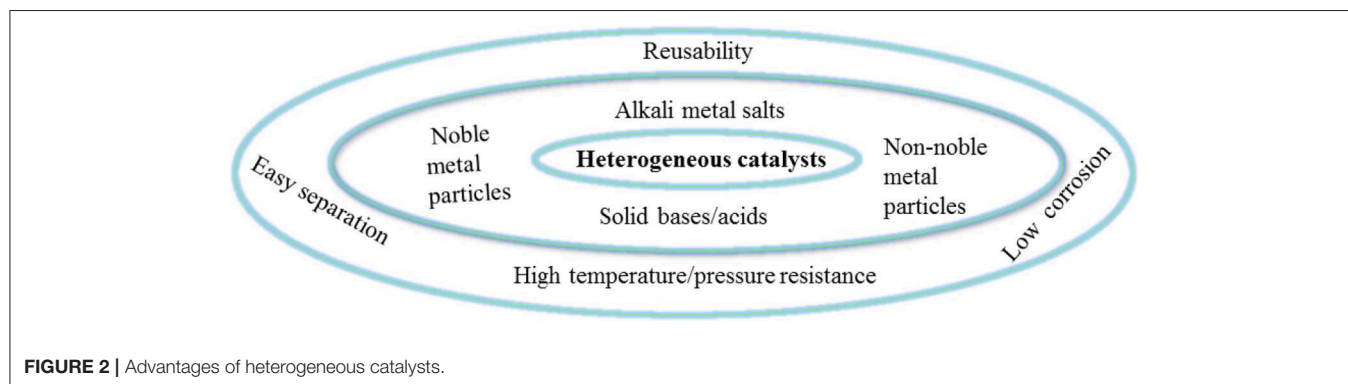 Reusability
Alkali metal salts
Noble
metal
particles
Heterogeneous catalysts
Non-noble
metal
particles
Easy separation
Solid bases/acids
Low corrosion
High temperature/pressure resistance
FIGURE 2 | Advantages of heterogeneous catalysts.